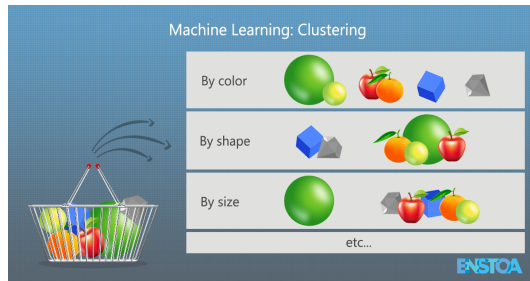 Machine Learning: Clustering
By color
By shape
By size
etc...
ENSTOA